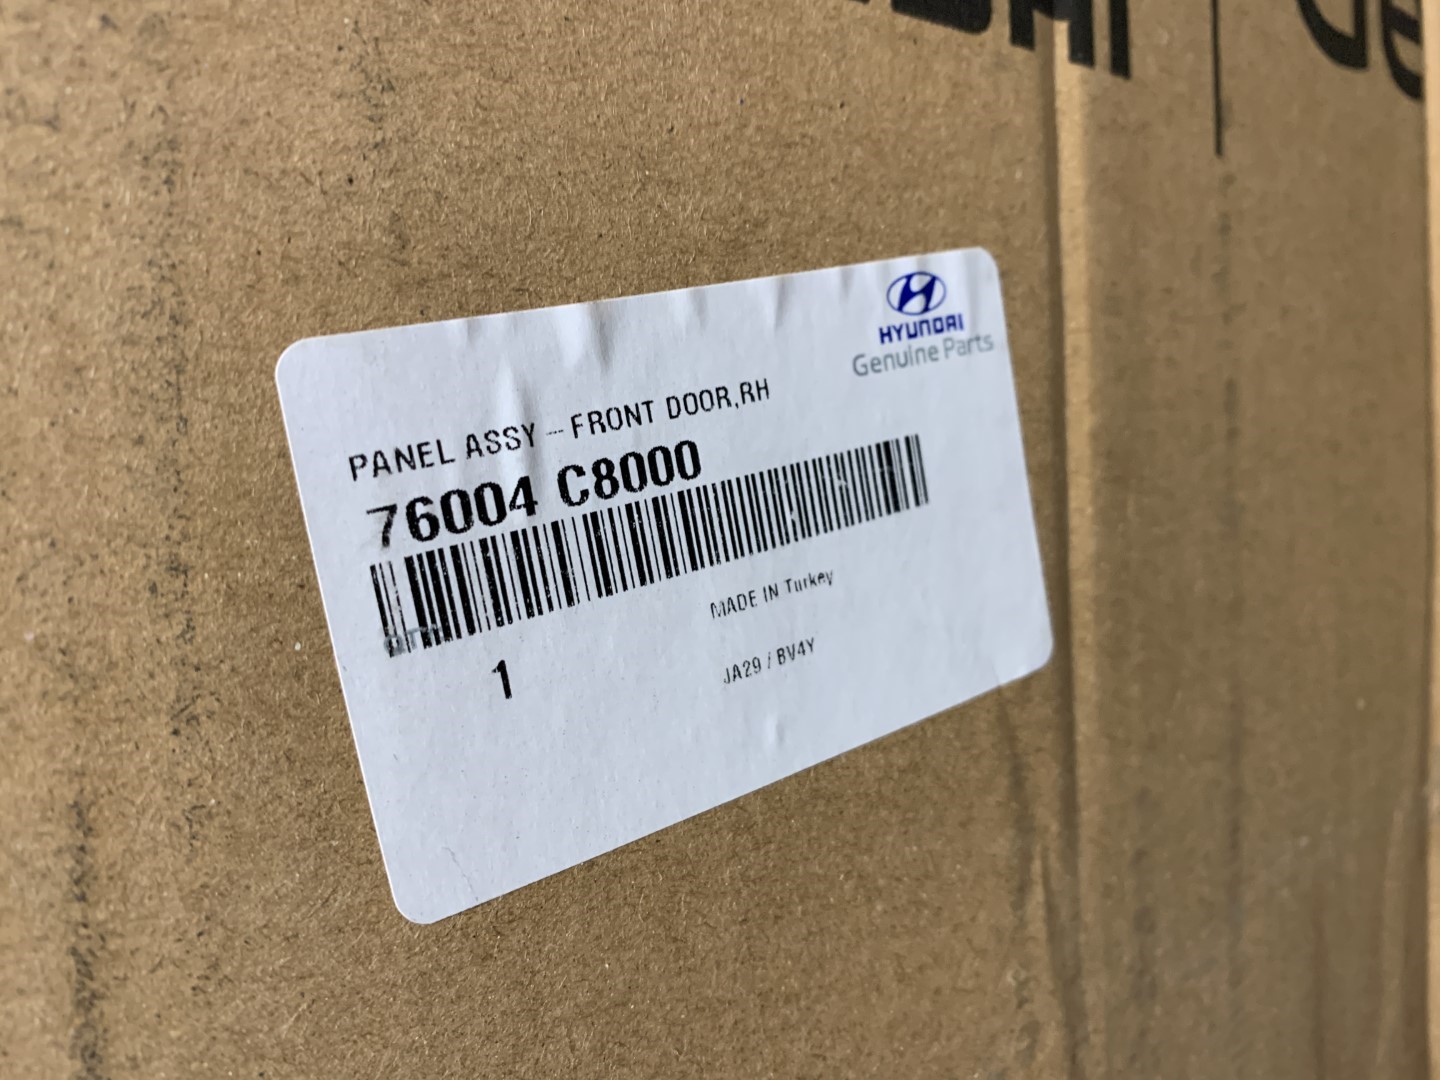 HYUNDAI
Genuine Parts
PANEL ASSY - FRONT DOOR,RH
76004 C8000
1
MADE IN Turkey
JA29 / BV4Y